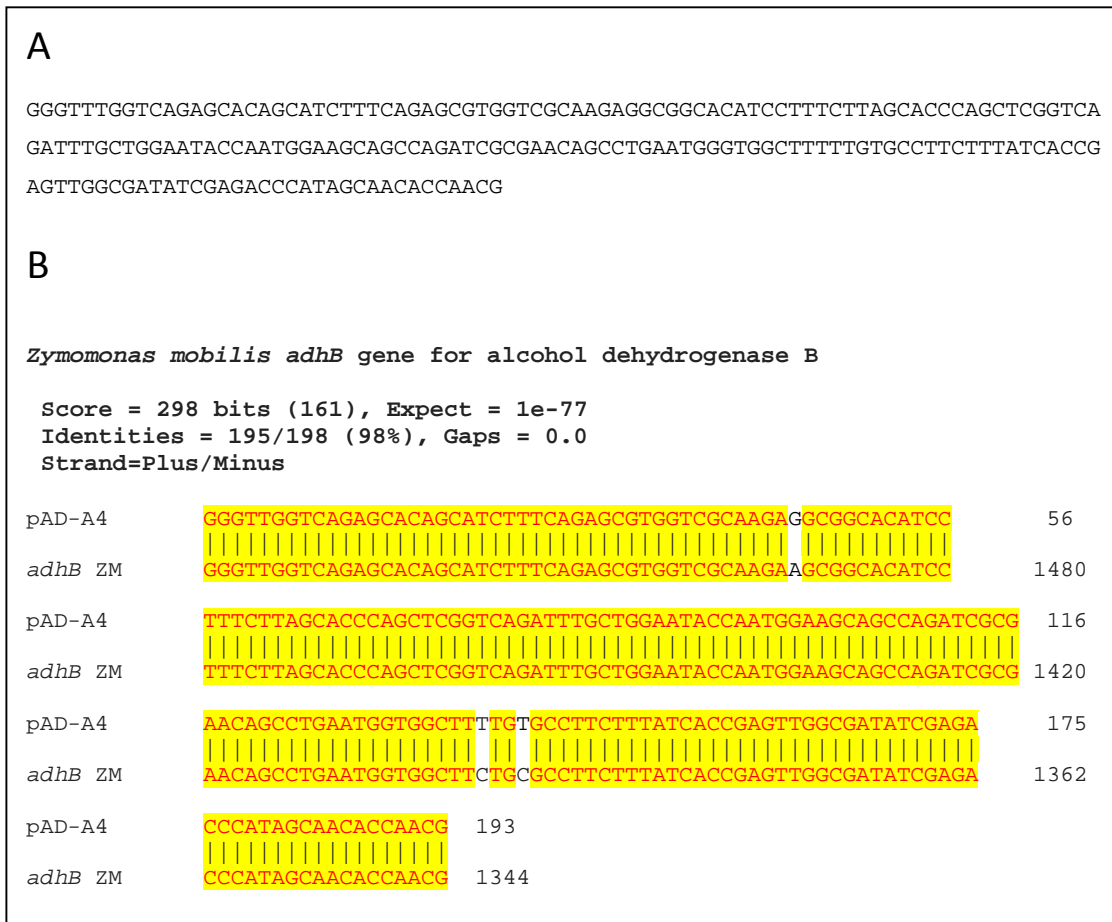 A
GGGTTTGGTCAGAGCACAGCATCTTTCAGAGCGTGGTCGCAAGAGGCGGCACATCCTTTCTTAGCACCCAGCTCGGTCA
GATTTGCTGGAATACCAATGGAAGCAGCCAGATCGCGAACAGCCTGAATGGGTGGCTTTTTGTGCCTTCTTTATCACCG
AGTTGGCGATATCGAGACCCATAGCAACACCAACG
B
Zymomonas mobilis adhB gene for alcohol dehydrogenase B
Score = 298 bits (161), Expect = 1e-77
Identities = 195/198 (98%), Gaps = 0.0
Strand=Plus/Minus
pAD-A4 GGGTTGGTCAGAGCACAGCATCTTTCAGAGCGTGGTCGCAAGAGGCGGCACATCC 56
|||||||||||||||||||||||||||||||||||||||||||| |||||||||||
adhB ZM GGGTTGGTCAGAGCACAGCATCTTTCAGAGCGTGGTCGCAAGAAGCGGCACATCC 1480
pAD-A4 TTTCTTAGCACCCAGCTCGGTCAGATTTGCTGGAATACCAATGGAAGCAGCCAGATCGCG 116
||||||||||||||||||||||||||||||||||||||||||||||||||||||||||||
adhB ZM TTTCTTAGCACCCAGCTCGGTCAGATTTGCTGGAATACCAATGGAAGCAGCCAGATCGCG 1420
pAD-A4 AACAGCCTGAATGGTGGCTTTTGTGCCTTCTTTATCACCGAGTTGGCGATATCGAGA 175
|||||||||||||||||||| || |||||||||||||||||||||||||||||||||
adhB ZM AACAGCCTGAATGGTGGCTTCTGCGCCTTCTTTATCACCGAGTTGGCGATATCGAGA 1362
pAD-A4 CCCATAGCAACACCAACG 193
||||||||||||||||||
adhB ZM CCCATAGCAACACCAACG 1344